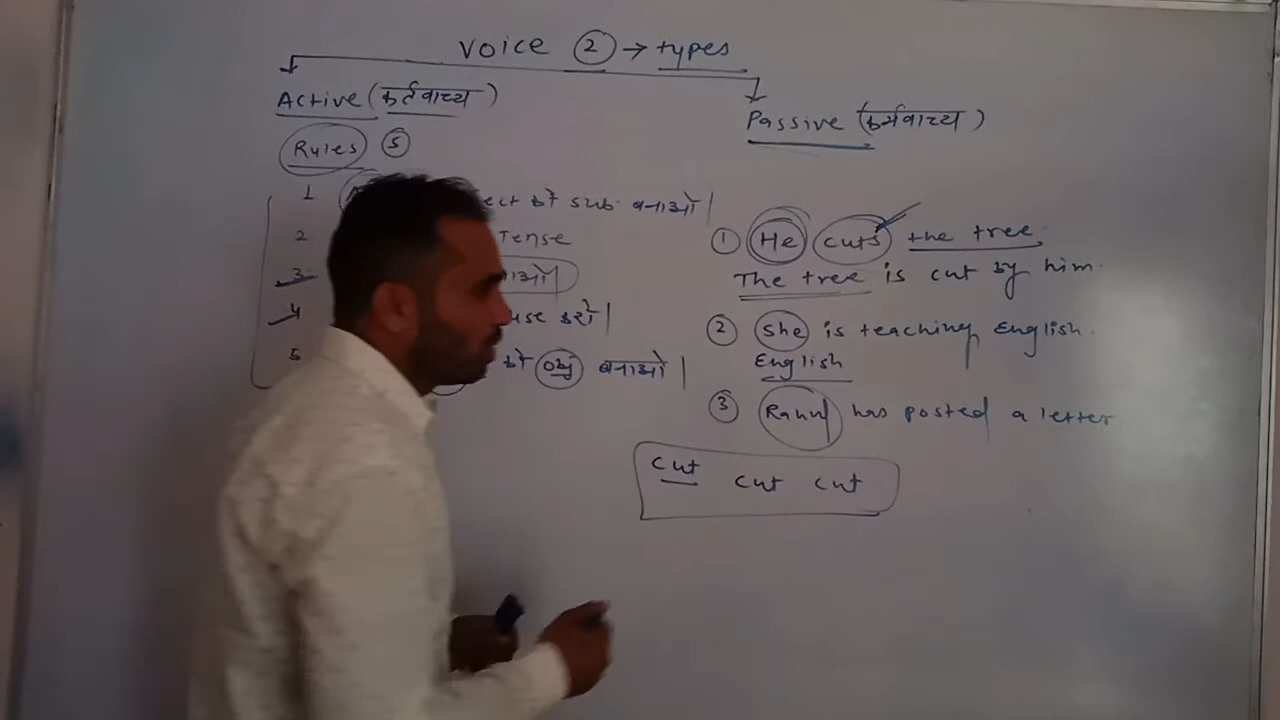 Voice ② → types
Active (कर्तवाच्य)
Passive (कर्मवाच्य)
Rules ⑤
1 ect को sub. बनाओ|
2 Tense
3. नाओ|
4 use करो|
5 को obj बनाओ |
① He cuts the tree.
The tree is cut by him.
② She is teaching English.
English
③ Rahul has posted a letter
cut cut cut